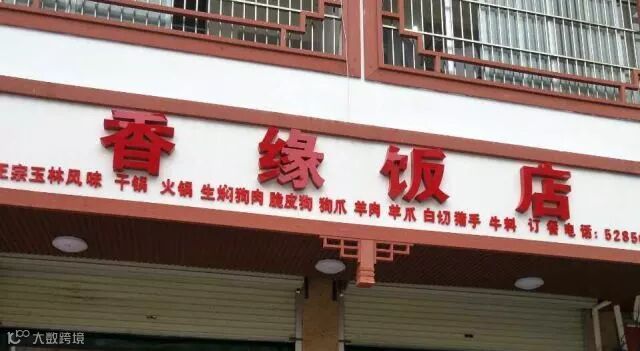 香缘饭店
正宗玉林风味 干锅 火锅 生焖狗肉 脆皮狗 狗爪 羊肉 羊爪 白切猪手 牛料 订餐电话:5285
大数跨境